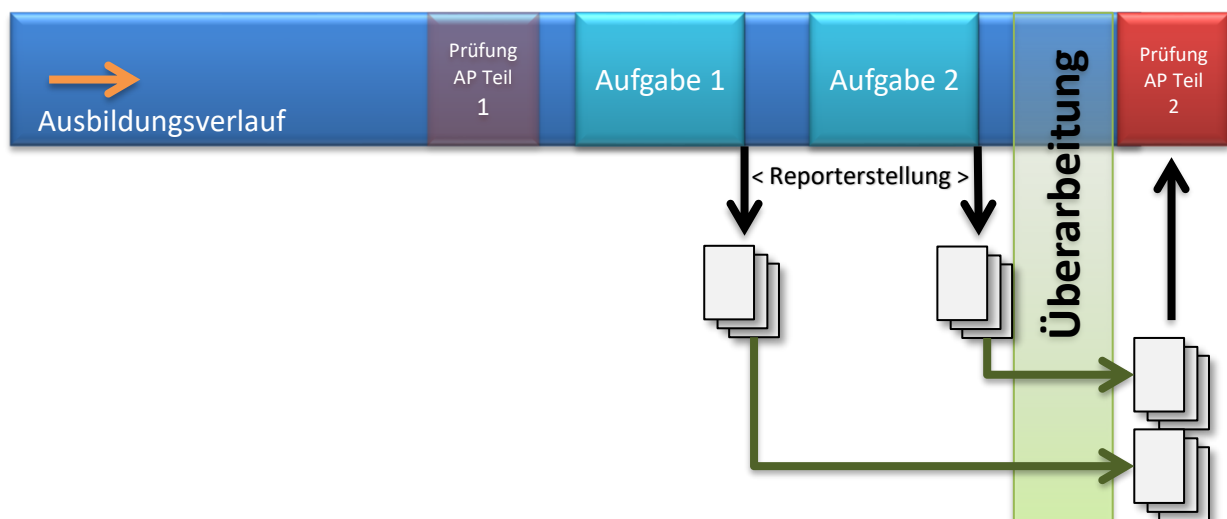 Ausbildungsverlauf
Prüfung
AP Teil
1
Aufgabe 1
Aufgabe 2
Überarbeitung
Prüfung
AP Teil
2
< Reporterstellung >